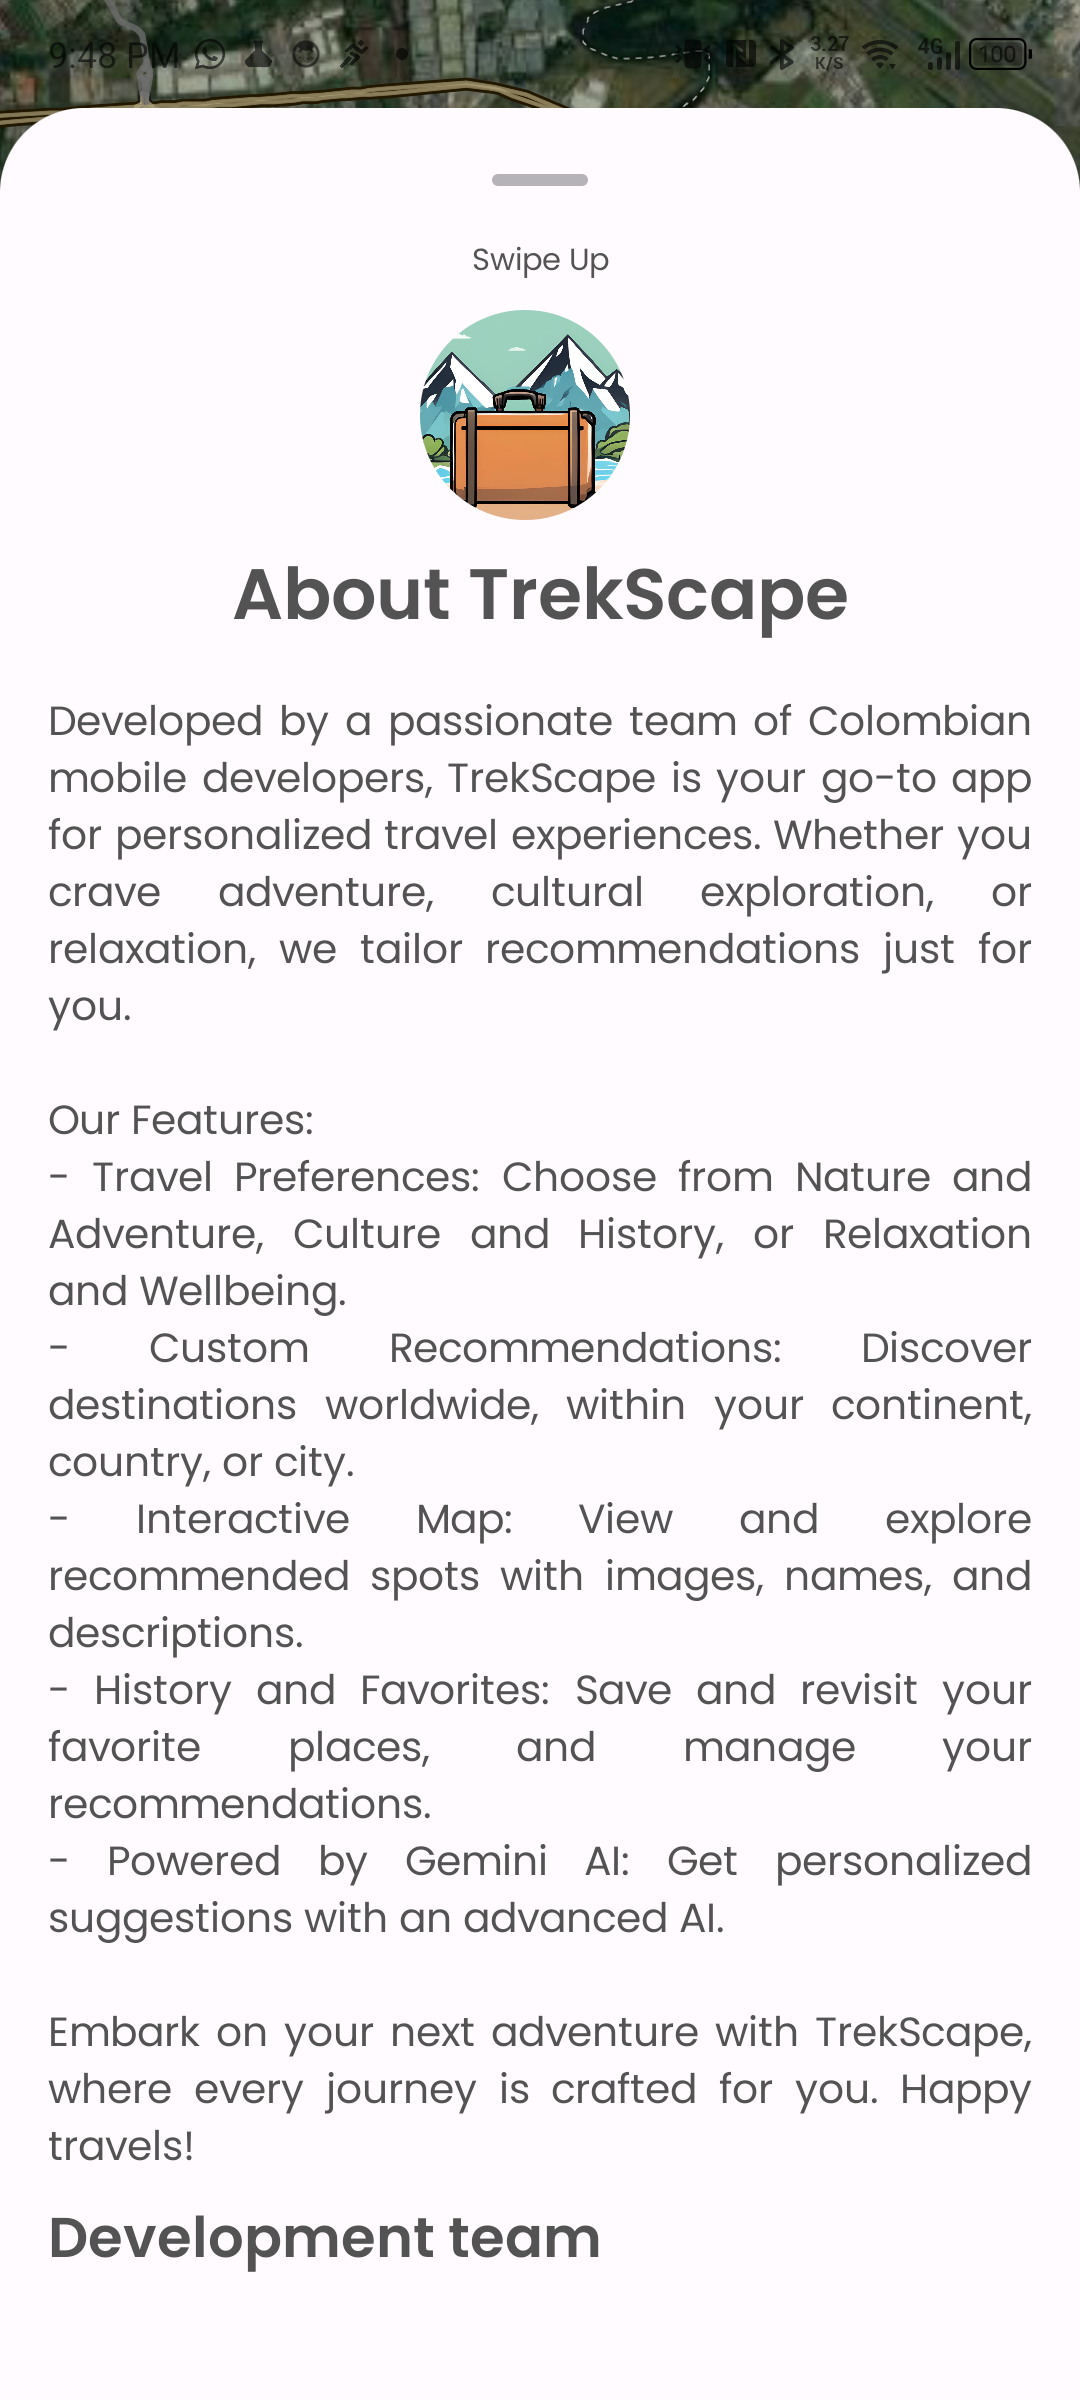 9:48 PM 3.27 K/S 4G 100
Swipe Up
About TrekScape
Developed by a passionate team of Colombian
mobile developers, TrekScape is your go-to app
for personalized travel experiences. Whether you
crave adventure, cultural exploration, or
relaxation, we tailor recommendations just for
you.
Our Features:
- Travel Preferences: Choose from Nature and
Adventure, Culture and History, or Relaxation
and Wellbeing.
- Custom Recommendations: Discover
destinations worldwide, within your continent,
country, or city.
- Interactive Map: View and explore
recommended spots with images, names, and
descriptions.
- History and Favorites: Save and revisit your
favorite places, and manage your
recommendations.
- Powered by Gemini AI: Get personalized
suggestions with an advanced AI.
Embark on your next adventure with TrekScape,
where every journey is crafted for you. Happy
travels!
Development team